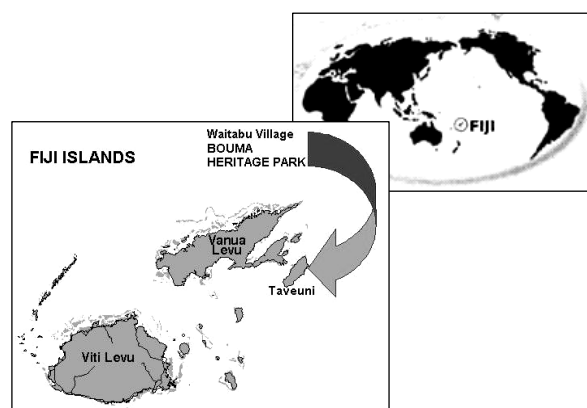 FIJI
Waitabu Village
BOUMA
HERITAGE PARK
FIJI ISLANDS
Vanua
Levu
Taveuni
Viti Levu